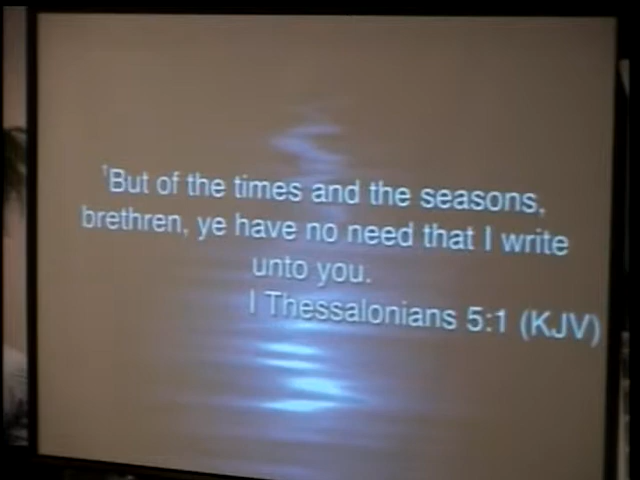 ¹But of the times and the seasons,
brethren, ye have no need that I write
unto you.
I Thessalonians 5:1 (KJV)